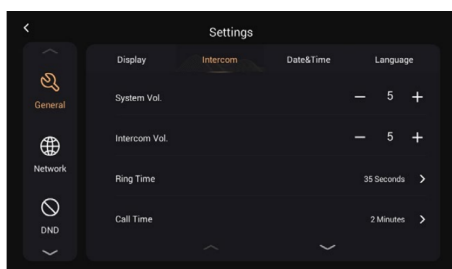 Settings
Display Intercom Date&Time Language
General
System Vol. 5
Intercom Vol. 5
Network
Ring Time 35 Seconds
Call Time 2 Minutes
DND